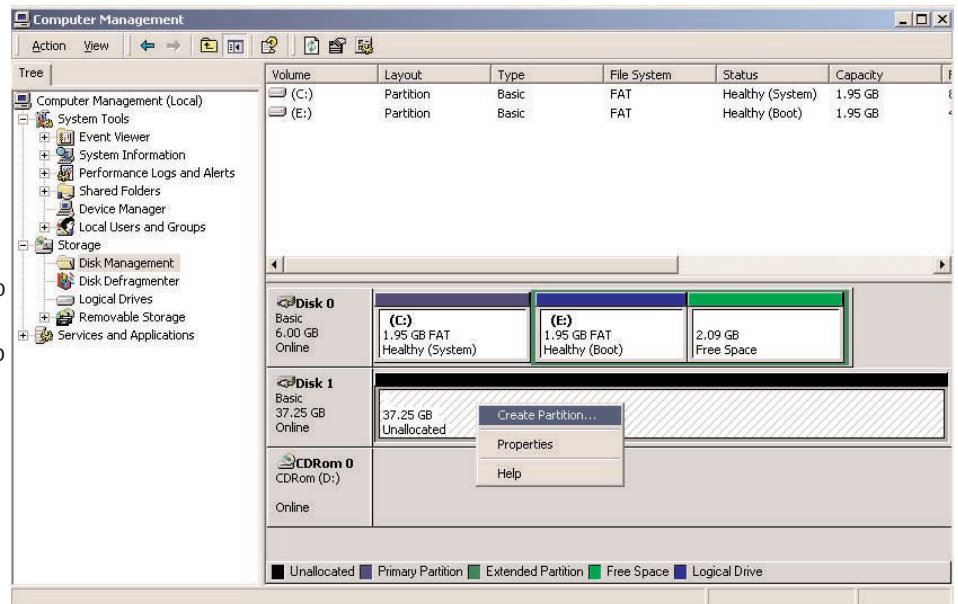 Computer Management
Action View
Tree
Computer Management (Local)
System Tools
Event Viewer
System Information
Performance Logs and Alerts
Shared Folders
Device Manager
Local Users and Groups
Storage
Disk Management
Disk Defragmenter
Logical Drives
Removable Storage
Services and Applications
Volume Layout Type File System Status Capacity
(C:) Partition Basic FAT Healthy (System) 1.95 GB
(E:) Partition Basic FAT Healthy (Boot) 1.95 GB
Disk 0
Basic
6.00 GB
Online
(C:)
1.95 GB FAT
Healthy (System)
(E:)
1.95 GB FAT
Healthy (Boot)
2.09 GB
Free Space
Disk 1
Basic
37.25 GB
Online
37.25 GB
Unallocated
Create Partition...
Properties
Help
CDRom 0
CDRom (D:)
Online
Unallocated Primary Partition Extended Partition Free Space Logical Drive